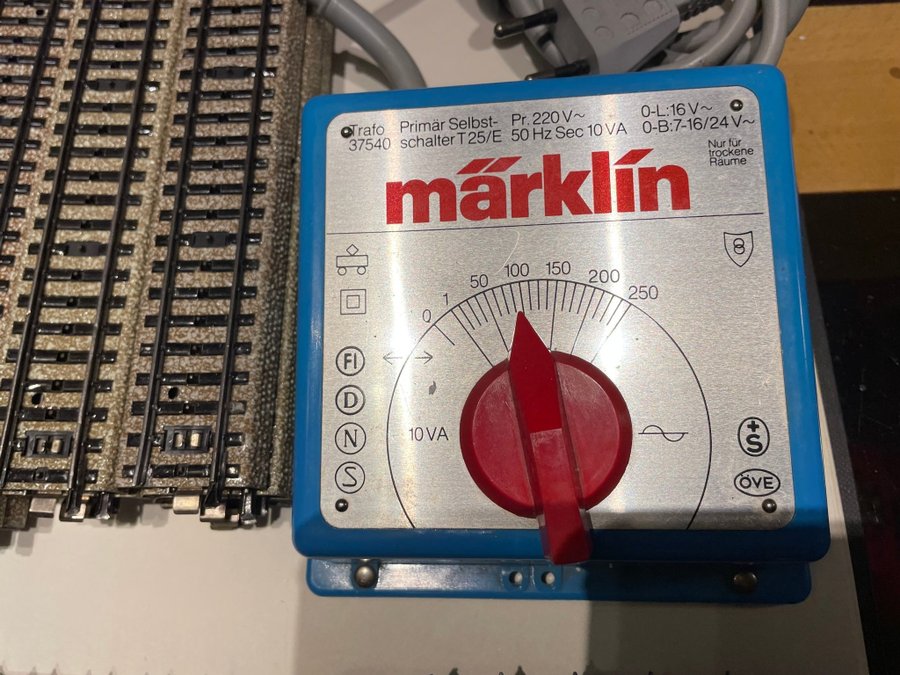 Trafo Primär Selbst- Pr. 220 V~ 0-L:16 V~
37540 schalter T 25/E 50 Hz Sec 10 VA 0-B:7-16/24 V~
Nur für
trockene
Räume
märklin
8
0 1 50 100 150 200 250
FI
D
10 VA
N
S
+S
ÖVE